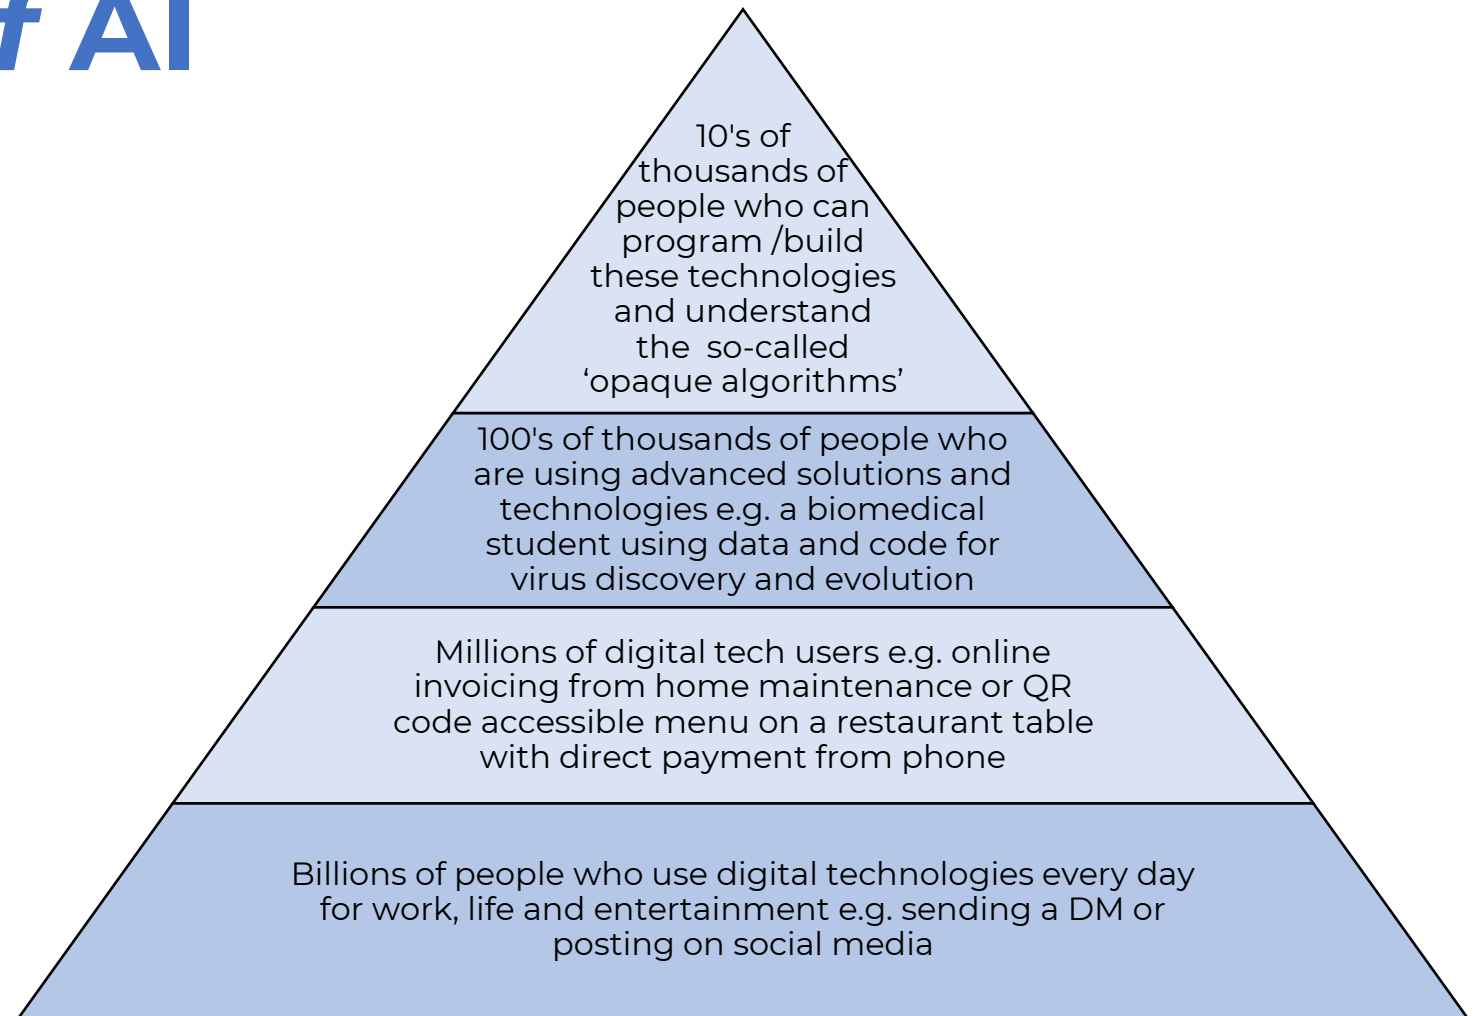 AI
10's of
thousands of
people who can
program /build
these technologies
and understand
the  so-called
‘opaque algorithms’
100's of thousands of people who
are using advanced solutions and
technologies e.g. a biomedical
student using data and code for
virus discovery and evolution
Millions of digital tech users e.g. online
invoicing from home maintenance or QR
code accessible menu on a restaurant table
with direct payment from phone
Billions of people who use digital technologies every day
for work, life and entertainment e.g. sending a DM or
posting on social media